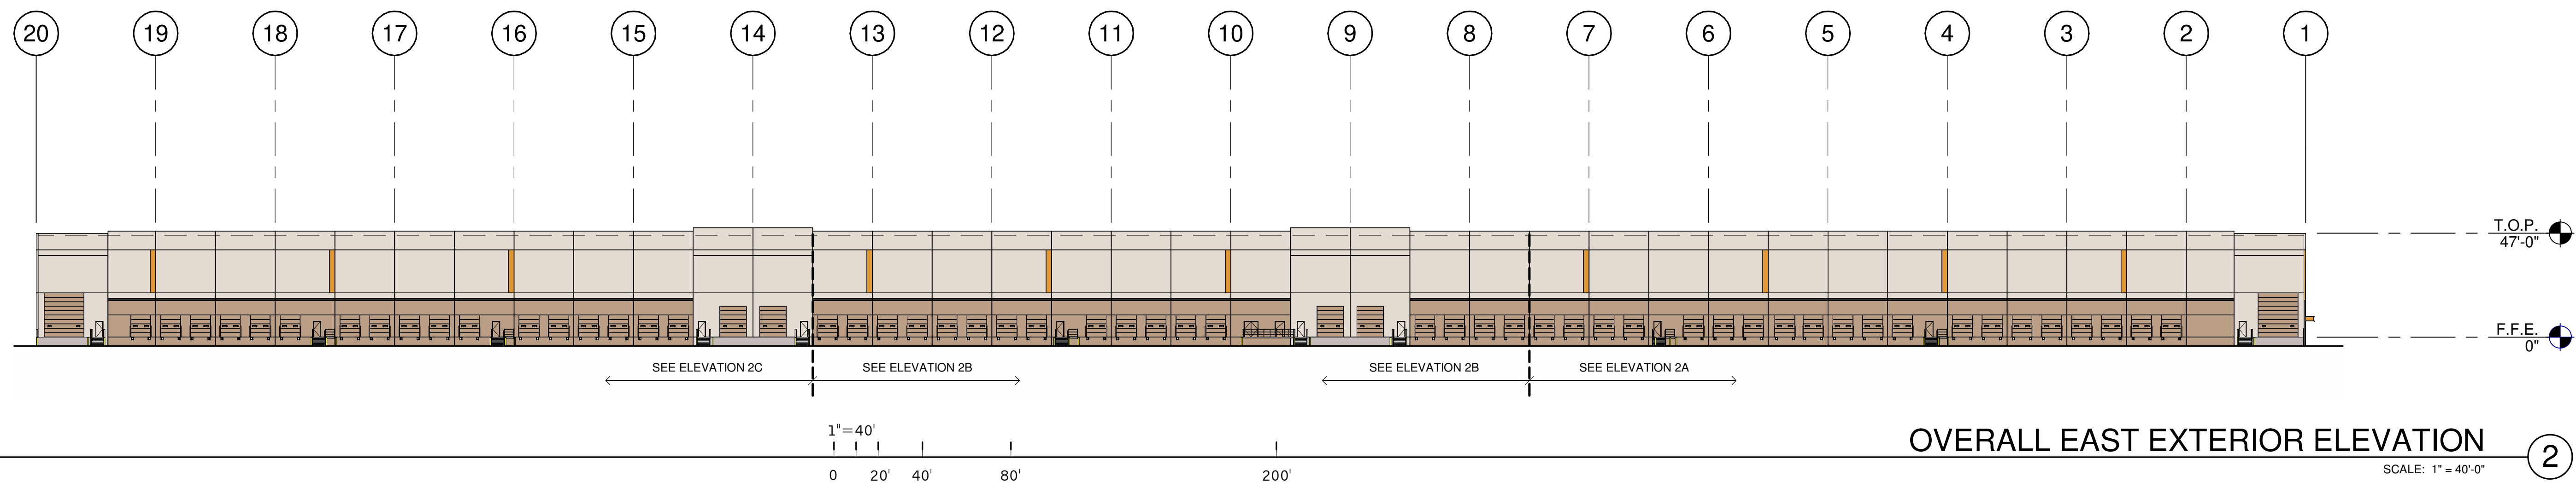 20 19 18 17 16 15 14 13 12 11 10 9 8 7 6 5 4 3 2 1
T.O.P.
47'-0"
F.F.E.
0"
SEE ELEVATION 2C SEE ELEVATION 2B SEE ELEVATION 2B SEE ELEVATION 2A
1"=40'
0 20' 40' 80' 200'
OVERALL EAST EXTERIOR ELEVATION 2
SCALE: 1" = 40'-0"